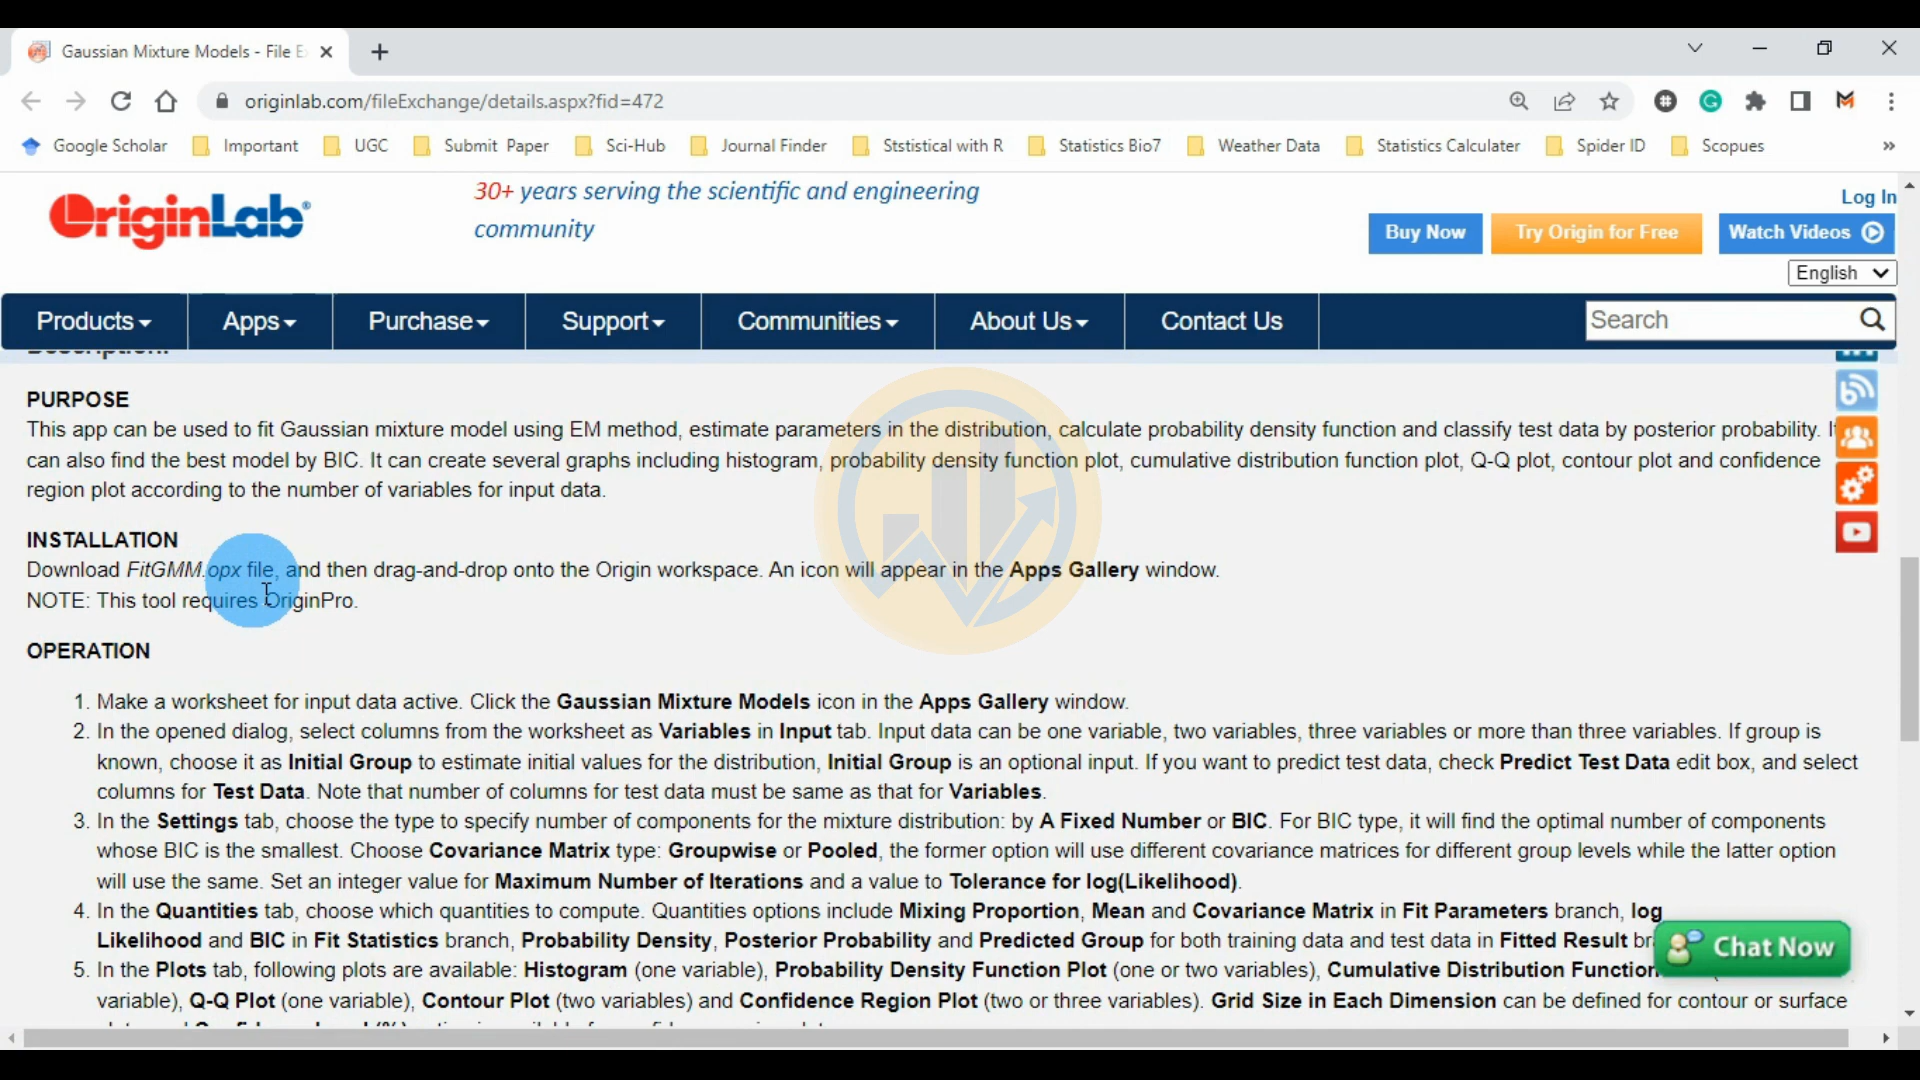 Gaussian Mixture Models - File E
originlab.com/fileExchange/details.aspx?fid=472
Google Scholar Important UGC Submit Paper Sci-Hub Journal Finder Ststistical with R Statistics Bio7 Weather Data Statistics Calculater Spider ID Scopues »
OriginLab®
30+ years serving the scientific and engineering
community
Log In
Buy Now Try Origin for Free Watch Videos
English
Products Apps Purchase Support Communities About Us Contact Us Search
Description:
PURPOSE
This app can be used to fit Gaussian mixture model using EM method, estimate parameters in the distribution, calculate probability density function and classify test data by posterior probability. It
can also find the best model by BIC. It can create several graphs including histogram, probability density function plot, cumulative distribution function plot, Q-Q plot, contour plot and confidence
region plot according to the number of variables for input data.
INSTALLATION
Download FitGMM.opx file, and then drag-and-drop onto the Origin workspace. An icon will appear in the Apps Gallery window.
NOTE: This tool requires OriginPro.
OPERATION
1. Make a worksheet for input data active. Click the Gaussian Mixture Models icon in the Apps Gallery window.
2. In the opened dialog, select columns from the worksheet as Variables in Input tab. Input data can be one variable, two variables, three variables or more than three variables. If group is
known, choose it as Initial Group to estimate initial values for the distribution, Initial Group is an optional input. If you want to predict test data, check Predict Test Data edit box, and select
columns for Test Data. Note that number of columns for test data must be same as that for Variables.
3. In the Settings tab, choose the type to specify number of components for the mixture distribution: by A Fixed Number or BIC. For BIC type, it will find the optimal number of components
whose BIC is the smallest. Choose Covariance Matrix type: Groupwise or Pooled, the former option will use different covariance matrices for different group levels while the latter option
will use the same. Set an integer value for Maximum Number of Iterations and a value to Tolerance for log(Likelihood).
4. In the Quantities tab, choose which quantities to compute. Quantities options include Mixing Proportion, Mean and Covariance Matrix in Fit Parameters branch, log
Likelihood and BIC in Fit Statistics branch, Probability Density, Posterior Probability and Predicted Group for both training data and test data in Fitted Result br
Chat Now
5. In the Plots tab, following plots are available: Histogram (one variable), Probability Density Function Plot (one or two variables), Cumulative Distribution Function
variable), Q-Q Plot (one variable), Contour Plot (two variables) and Confidence Region Plot (two or three variables). Grid Size in Each Dimension can be defined for contour or surface